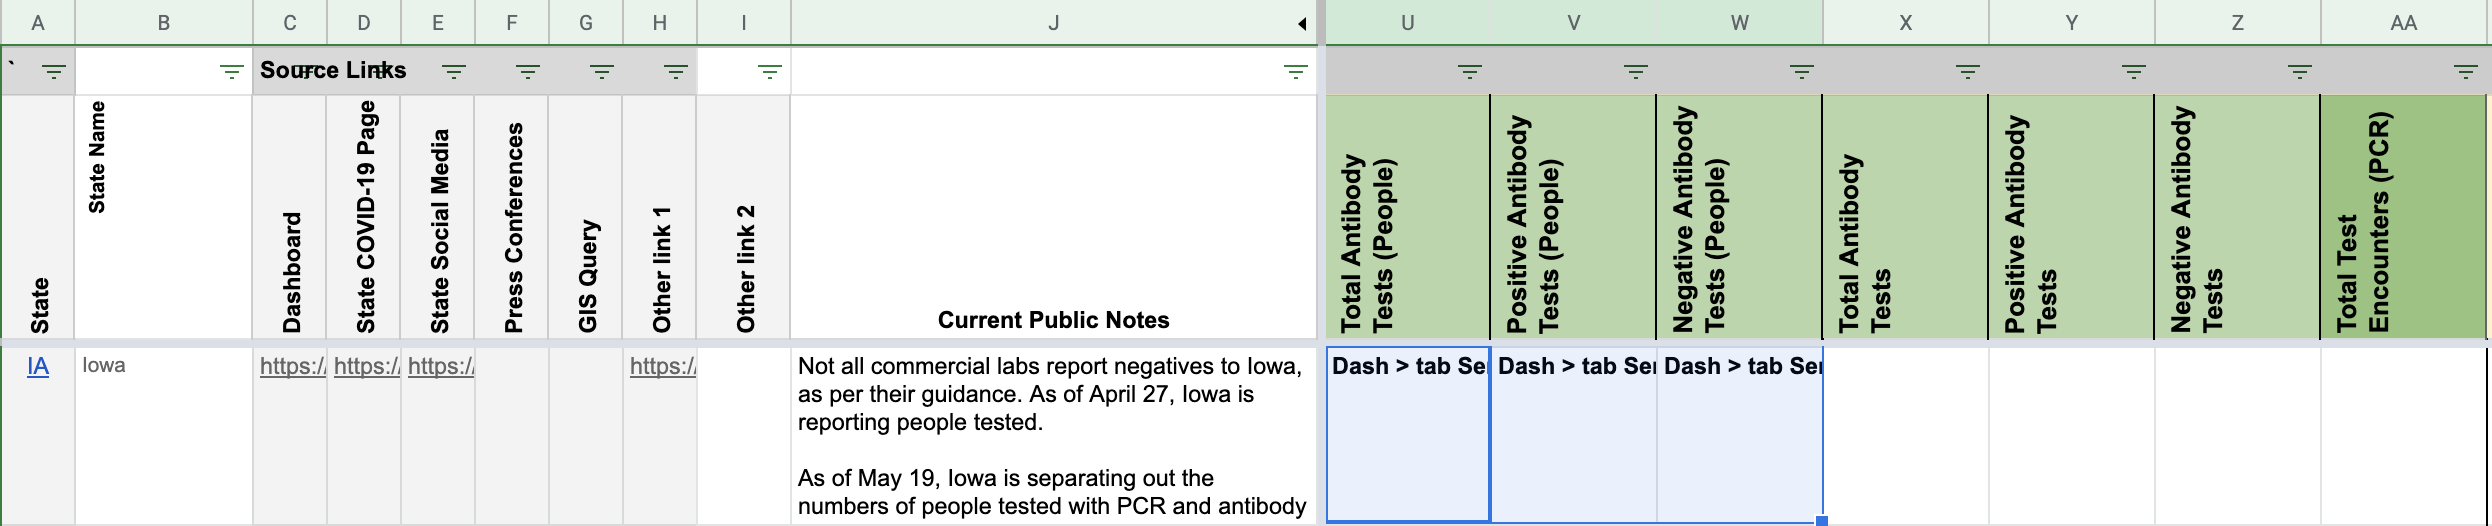 A B C D E F G H I J U V W X Y Z AA
` Source Links
State
State Name
Dashboard
State COVID-19 Page
State Social Media
Press Conferences
GIS Query
Other link 1
Other link 2
Current Public Notes
Total Antibody
Tests (People)
Positive Antibody
Tests (People)
Negative Antibody
Tests (People)
Total Antibody
Tests
Positive Antibody
Tests
Negative Antibody
Tests
Total Test
Encounters (PCR)
IA
Iowa
https:/
https:/
https:/
https:/
Not all commercial labs report negatives to Iowa,
as per their guidance. As of April 27, Iowa is
reporting people tested.
As of May 19, Iowa is separating out the
numbers of people tested with PCR and antibody
Dash > tab Ser
Dash > tab Ser
Dash > tab Ser